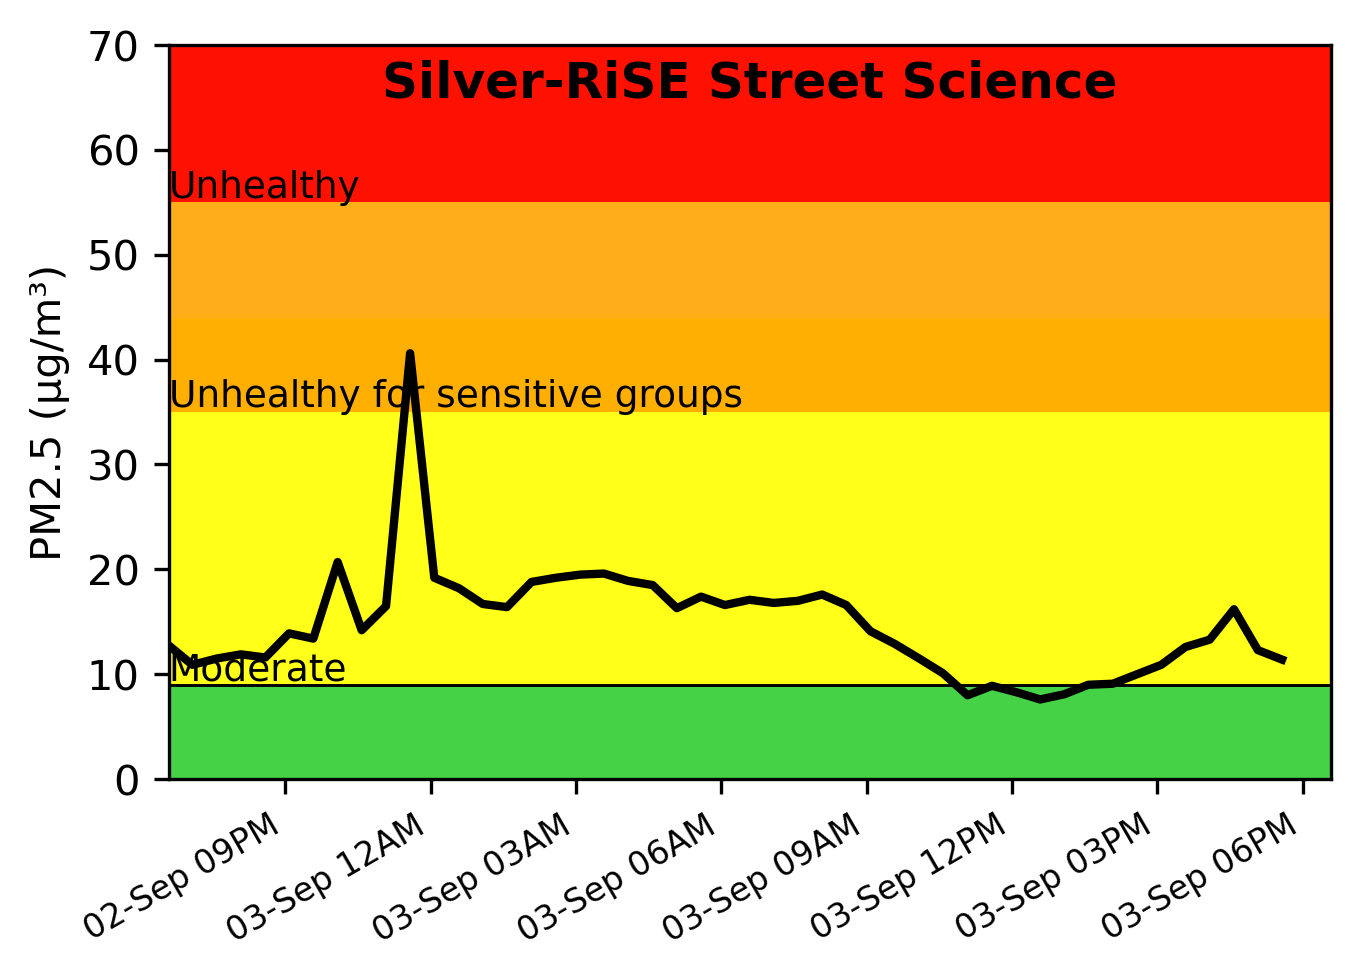 Silver-RiSE Street Science
PM2.5 (µg/m³)
70
60
50
40
30
20
10
0
Unhealthy
Unhealthy for sensitive groups
Moderate
02-Sep 09PM
03-Sep 12AM
03-Sep 03AM
03-Sep 06AM
03-Sep 09AM
03-Sep 12PM
03-Sep 03PM
03-Sep 06PM